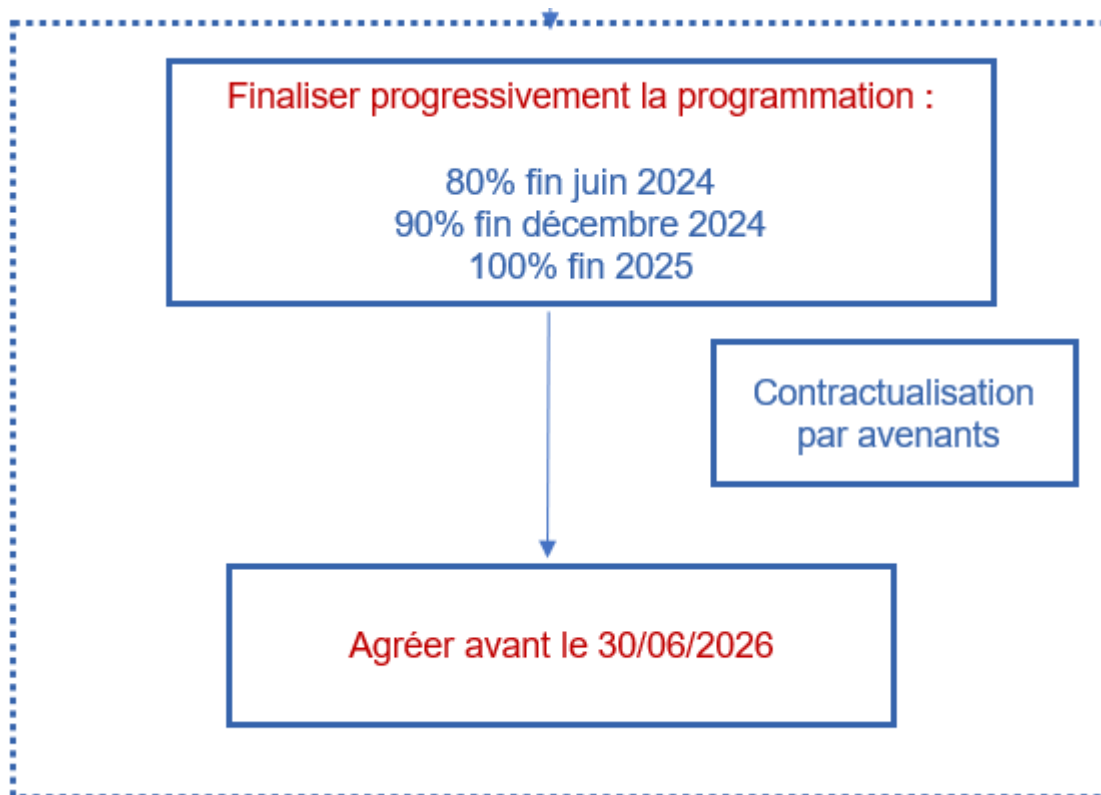 Finaliser progressivement la programmation :
80% fin juin 2024
90% fin décembre 2024
100% fin 2025
Contractualisation
par avenants
Agréer avant le 30/06/2026